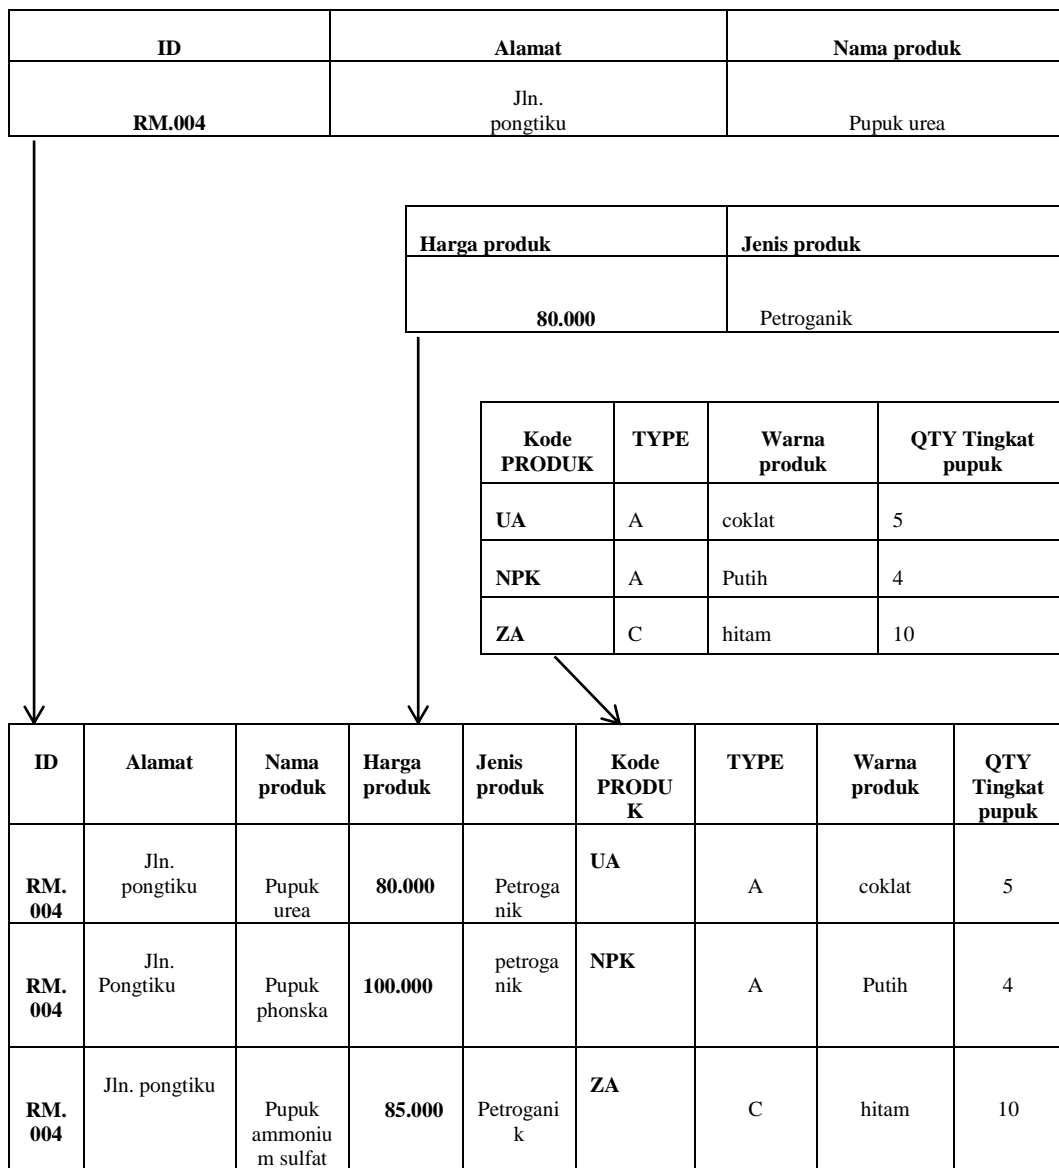 ID Alamat Nama produk
Jln.
RM.004 pongtiku Pupuk urea
Harga produk Jenis produk
80.000 Petroganik
Kode TYPE Warna QTY Tingkat
PRODUK produk pupuk
UA A coklat 5
NPK A Putih 4
ZA C hitam 10
ID Alamat Nama Harga Jenis Kode TYPE Warna QTY
produk produk produk PRODU produk Tingkat
K pupuk
Jln. UA
RM. pongtiku Pupuk 80.000 Petroga A coklat 5
004 urea nik
Jln. petroga NPK
RM. Pongtiku Pupuk 100.000 nik A Putih 4
004 phonska
Jln. pongtiku ZA
RM. Pupuk 85.000 Petrogani C hitam 10
004 ammoniu k
m sulfat